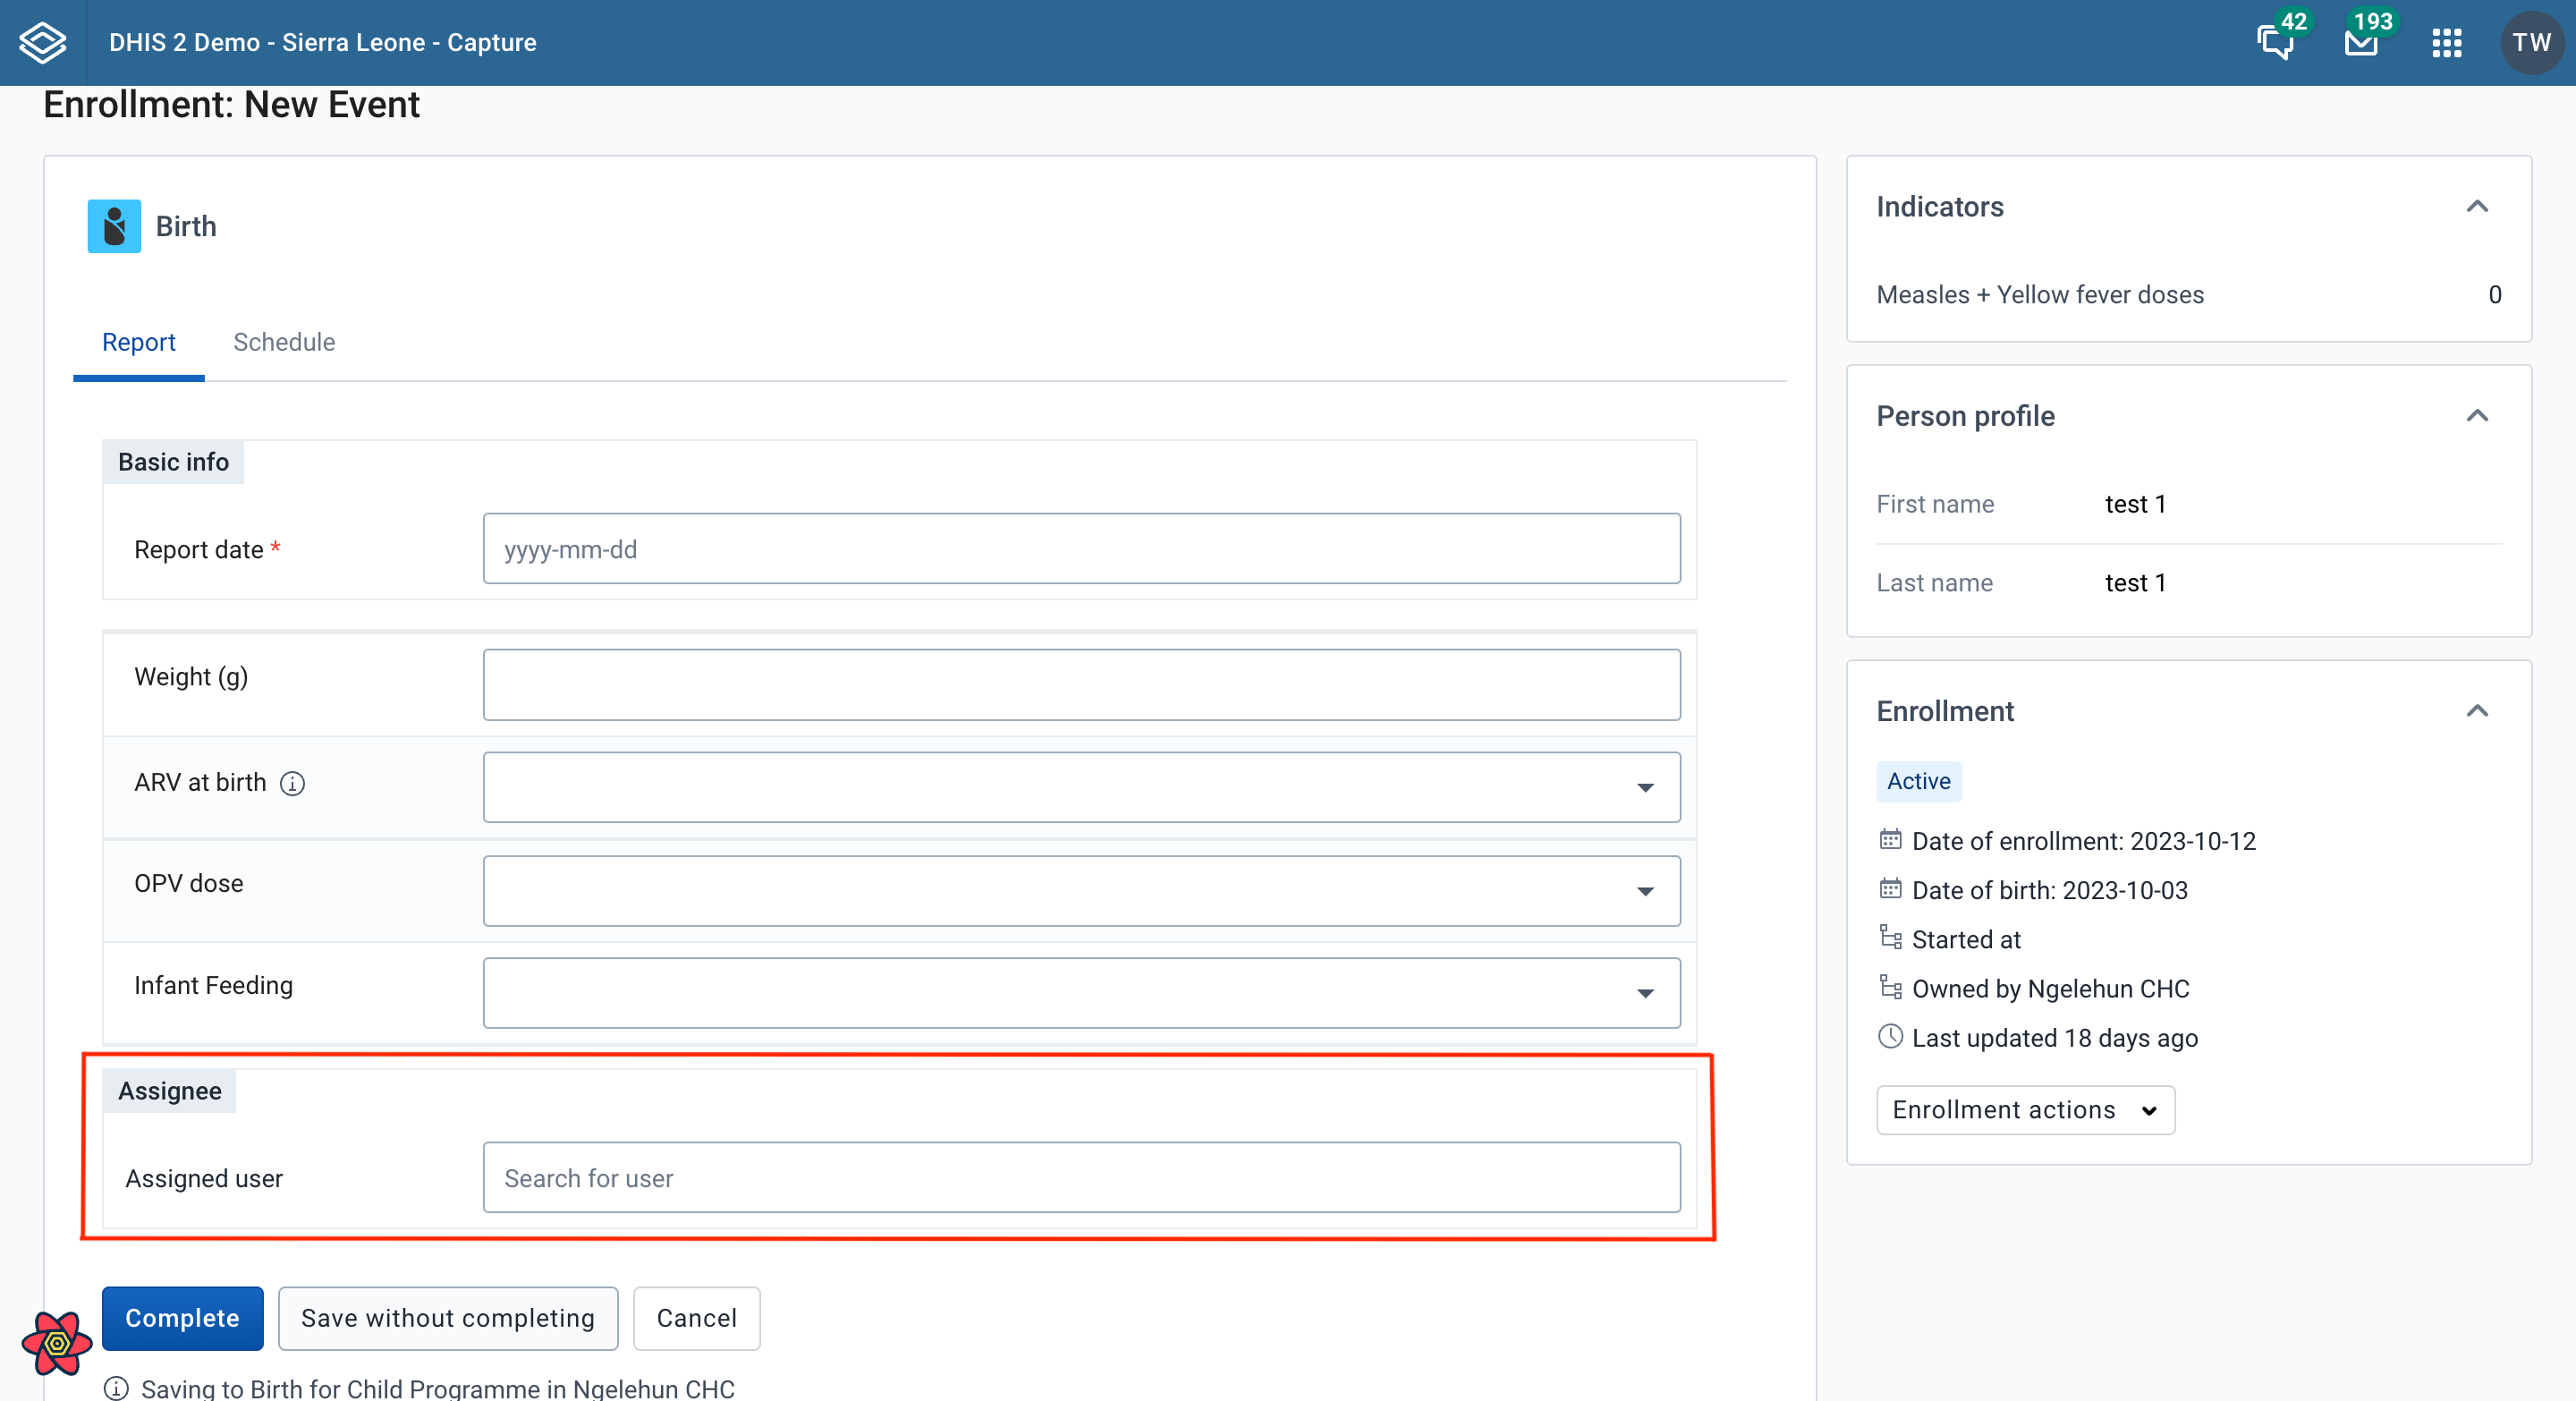 DHIS 2 Demo - Sierra Leone - Capture
42
193
TW
Enrollment: New Event
Birth
Report
Schedule
Basic info
Report date *
yyyy-mm-dd
Weight (g)
ARV at birth
OPV dose
Infant Feeding
Assignee
Assigned user
Search for user
Complete
Save without completing
Cancel
Saving to Birth for Child Programme in Ngelehun CHC
Indicators
Measles + Yellow fever doses 0
Person profile
First name test 1
Last name test 1
Enrollment
Active
Date of enrollment: 2023-10-12
Date of birth: 2023-10-03
Started at
Owned by Ngelehun CHC
Last updated 18 days ago
Enrollment actions